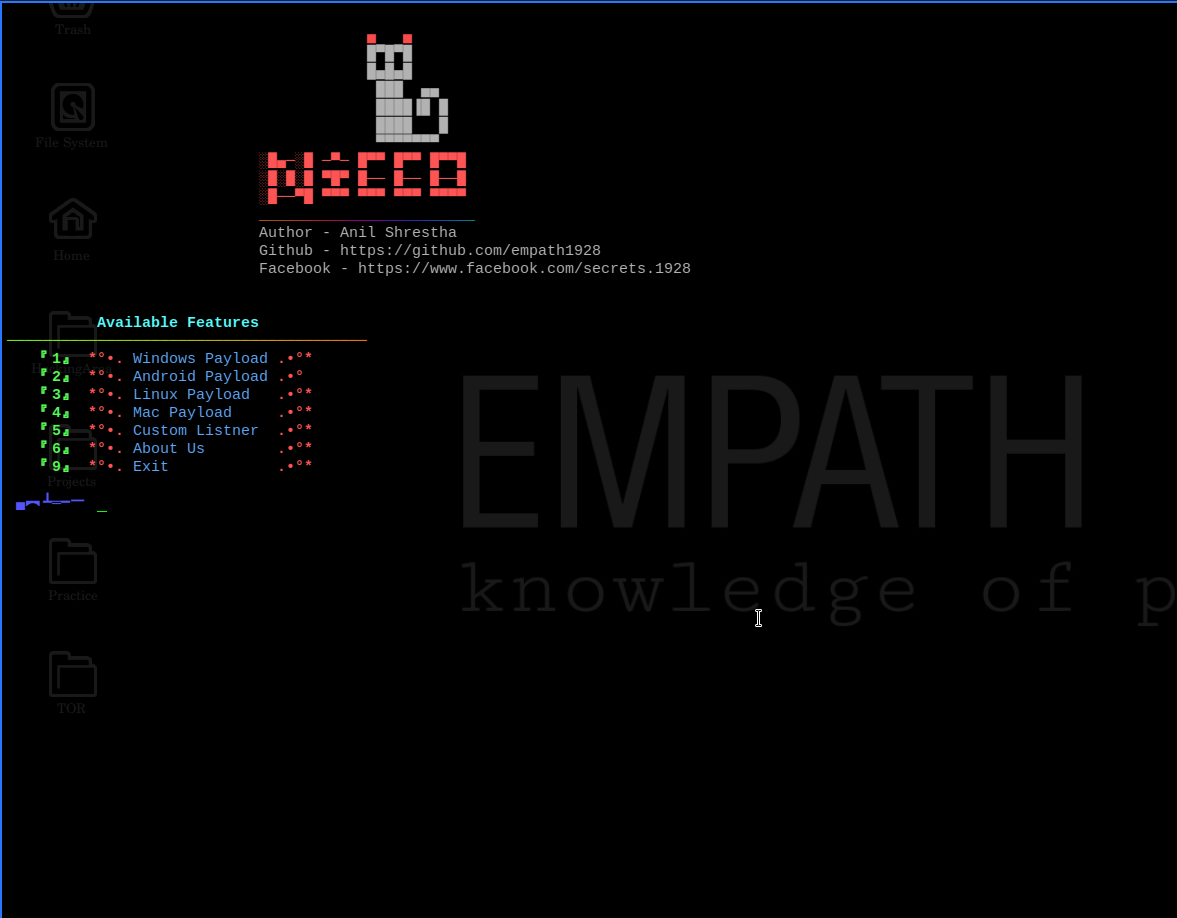 Trash
File System
Home
Author - Anil Shrestha
Github - https://github.com/empath1928
Facebook - https://www.facebook.com/secrets.1928
Available Features
『1』 *°•. Windows Payload .•°*
『2』 *°•. Android Payload .•°
『3』 *°•. Linux Payload .•°*
『4』 *°•. Mac Payload .•°*
『5』 *°•. Custom Listner .•°*
『6』 *°•. About Us .•°*
『9』 *°•. Exit .•°*
Projects
Practice
TOR
EMPATH
knowledge of p